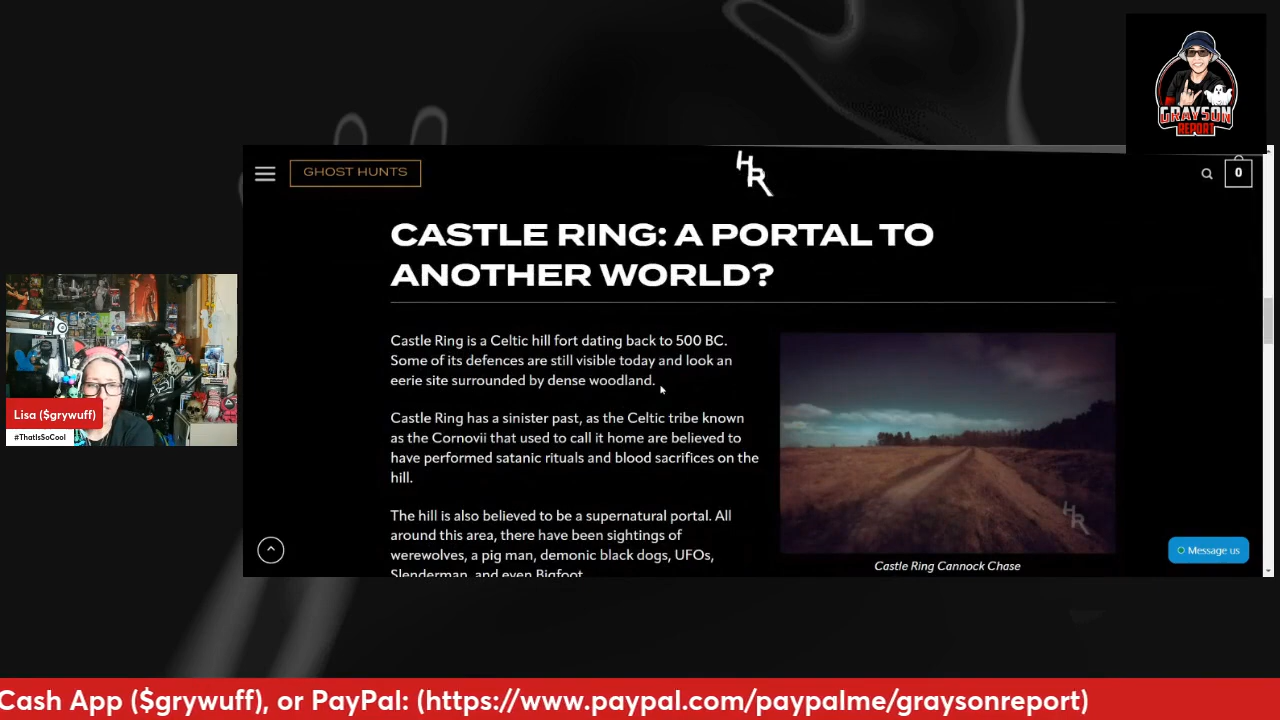 GRAYSON
REPORT
GHOST HUNTS
HR
0
CASTLE RING: A PORTAL TO
ANOTHER WORLD?
Castle Ring is a Celtic hill fort dating back to 500 BC.
Some of its defences are still visible today and look an
eerie site surrounded by dense woodland.
Castle Ring has a sinister past, as the Celtic tribe known
as the Cornovii that used to call it home are believed to
have performed satanic rituals and blood sacrifices on the
hill.
The hill is also believed to be a supernatural portal. All
around this area, there have been sightings of
werewolves, a pig man, demonic black dogs, UFOs,
Slenderman, and even Bigfoot
HR
Castle Ring Cannock Chase
Message us
Lisa ($grywuff)
#ThatIsSoCool
Cash App ($grywuff), or PayPal: (https://www.paypal.com/paypalme/graysonreport)